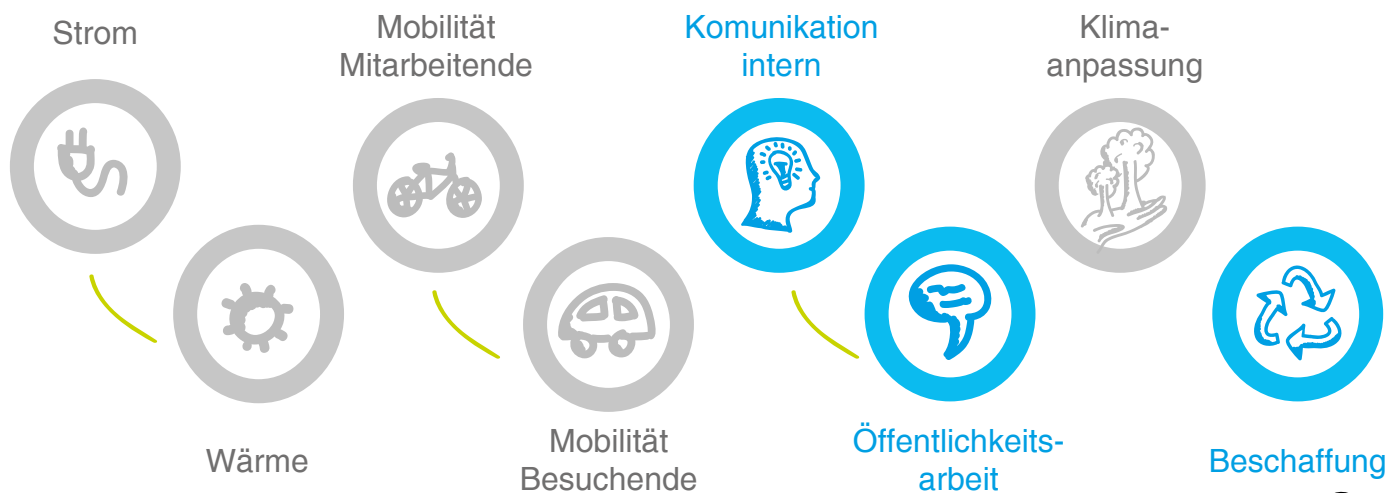 Strom
Mobilität
Mitarbeitende
Komunikation
intern
Klima-
anpassung
Wärme
Mobilität
Besuchende
Öffentlichkeits-
arbeit
Beschaffung